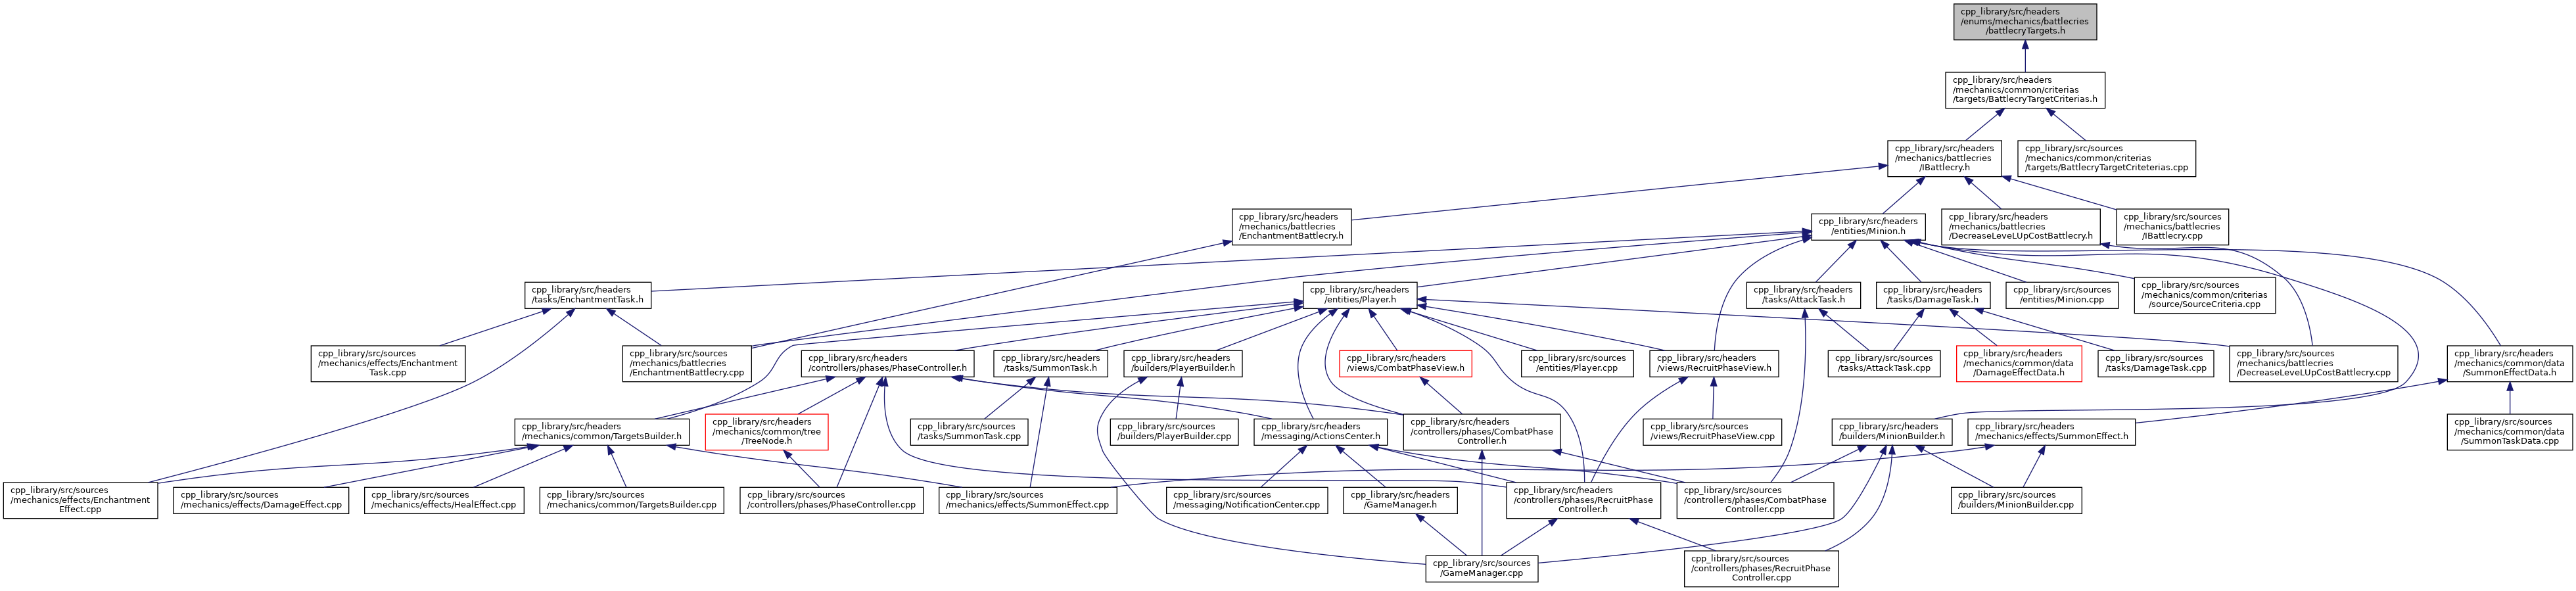 cpp_library/src/headers
/enums/mechanics/battlecries
/battlecryTargets.h
cpp_library/src/headers
/mechanics/common/criterias
/targets/BattlecryTargetCriterias.h
cpp_library/src/headers
/mechanics/battlecries
/IBattlecry.h
cpp_library/src/sources
/mechanics/common/criterias
/targets/BattlecryTargetCriteterias.cpp
cpp_library/src/headers
/mechanics/battlecries
/EnchantmentBattlecry.h
cpp_library/src/headers
/entities/Minion.h
cpp_library/src/headers
/mechanics/battlecries
/DecreaseLeveLUpCostBattlecry.h
cpp_library/src/sources
/mechanics/battlecries
/IBattlecry.cpp
cpp_library/src/headers
/tasks/EnchantmentTask.h
cpp_library/src/headers
/entities/Player.h
cpp_library/src/headers
/tasks/AttackTask.h
cpp_library/src/headers
/tasks/DamageTask.h
cpp_library/src/sources
/entities/Minion.cpp
cpp_library/src/sources
/mechanics/common/criterias
/source/SourceCriteria.cpp
cpp_library/src/sources
/mechanics/effects/Enchantment
Task.cpp
cpp_library/src/sources
/mechanics/battlecries
/EnchantmentBattlecry.cpp
cpp_library/src/headers
/controllers/phases/PhaseController.h
cpp_library/src/headers
/tasks/SummonTask.h
cpp_library/src/headers
/builders/PlayerBuilder.h
cpp_library/src/headers
/views/CombatPhaseView.h
cpp_library/src/sources
/entities/Player.cpp
cpp_library/src/headers
/views/RecruitPhaseView.h
cpp_library/src/sources
/tasks/AttackTask.cpp
cpp_library/src/headers
/mechanics/common/data
/DamageEffectData.h
cpp_library/src/sources
/tasks/DamageTask.cpp
cpp_library/src/sources
/mechanics/battlecries
/DecreaseLeveLUpCostBattlecry.cpp
cpp_library/src/headers
/mechanics/common/data
/SummonEffectData.h
cpp_library/src/headers
/mechanics/common/TargetsBuilder.h
cpp_library/src/headers
/mechanics/common/tree
/TreeNode.h
cpp_library/src/sources
/tasks/SummonTask.cpp
cpp_library/src/sources
/builders/PlayerBuilder.cpp
cpp_library/src/headers
/messaging/ActionsCenter.h
cpp_library/src/headers
/controllers/phases/CombatPhase
Controller.h
cpp_library/src/sources
/views/RecruitPhaseView.cpp
cpp_library/src/headers
/builders/MinionBuilder.h
cpp_library/src/headers
/mechanics/effects/SummonEffect.h
cpp_library/src/sources
/mechanics/common/data
/SummonTaskData.cpp
cpp_library/src/sources
/mechanics/effects/Enchantment
Effect.cpp
cpp_library/src/sources
/mechanics/effects/DamageEffect.cpp
cpp_library/src/sources
/mechanics/effects/HealEffect.cpp
cpp_library/src/sources
/mechanics/common/TargetsBuilder.cpp
cpp_library/src/sources
/controllers/phases/PhaseController.cpp
cpp_library/src/sources
/mechanics/effects/SummonEffect.cpp
cpp_library/src/sources
/messaging/NotificationCenter.cpp
cpp_library/src/headers
/GameManager.h
cpp_library/src/headers
/controllers/phases/RecruitPhase
Controller.h
cpp_library/src/sources
/controllers/phases/CombatPhase
Controller.cpp
cpp_library/src/sources
/builders/MinionBuilder.cpp
cpp_library/src/sources
/GameManager.cpp
cpp_library/src/sources
/controllers/phases/RecruitPhase
Controller.cpp